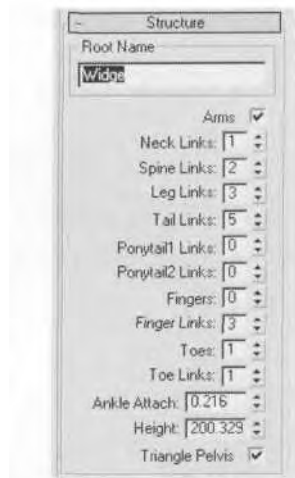 - Structure
Root Name
Widge
Arms
Neck Links: 1
Spine Links: 2
Leg Links: 3
Tail Links: 5
Ponytail1 Links: 0
Ponytail2 Links: 0
Fingers: 0
Finger Links: 3
Toes: 1
Toe Links: 1
Ankle Attach: 0.216
Height: 200.329
Triangle Pelvis